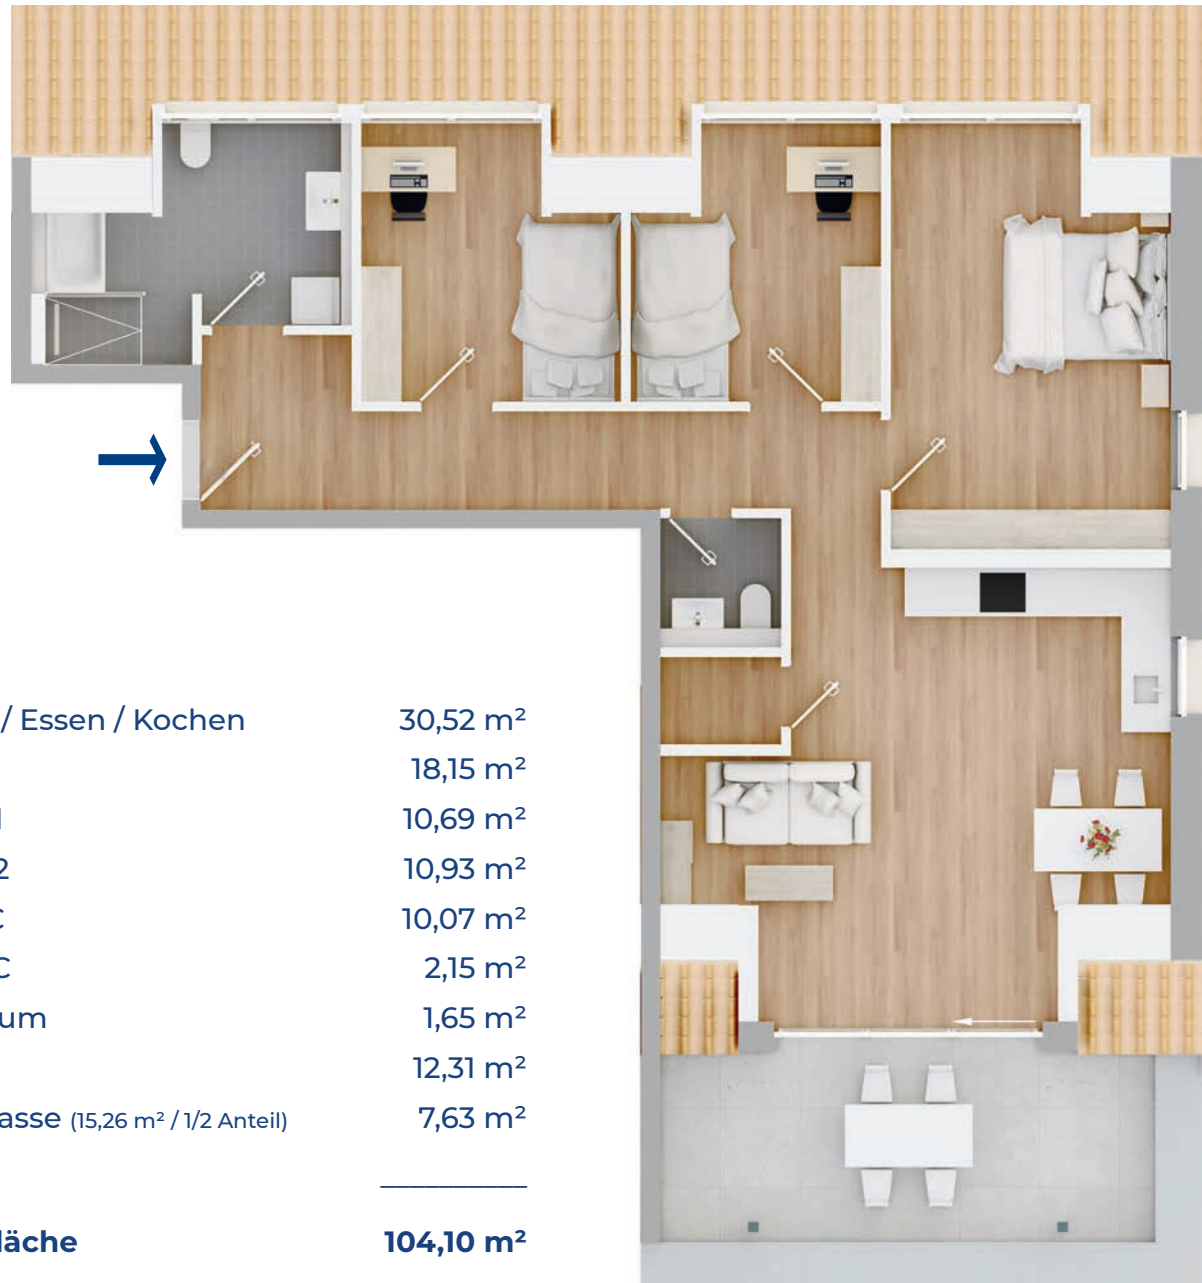 / Essen / Kochen 30,52 m²
18,15 m²
10,69 m²
2 10,93 m²
10,07 m²
2,15 m²
um 1,65 m²
12,31 m²
asse (15,26 m² / 1/2 Anteil) 7,63 m²
läche 104,10 m²